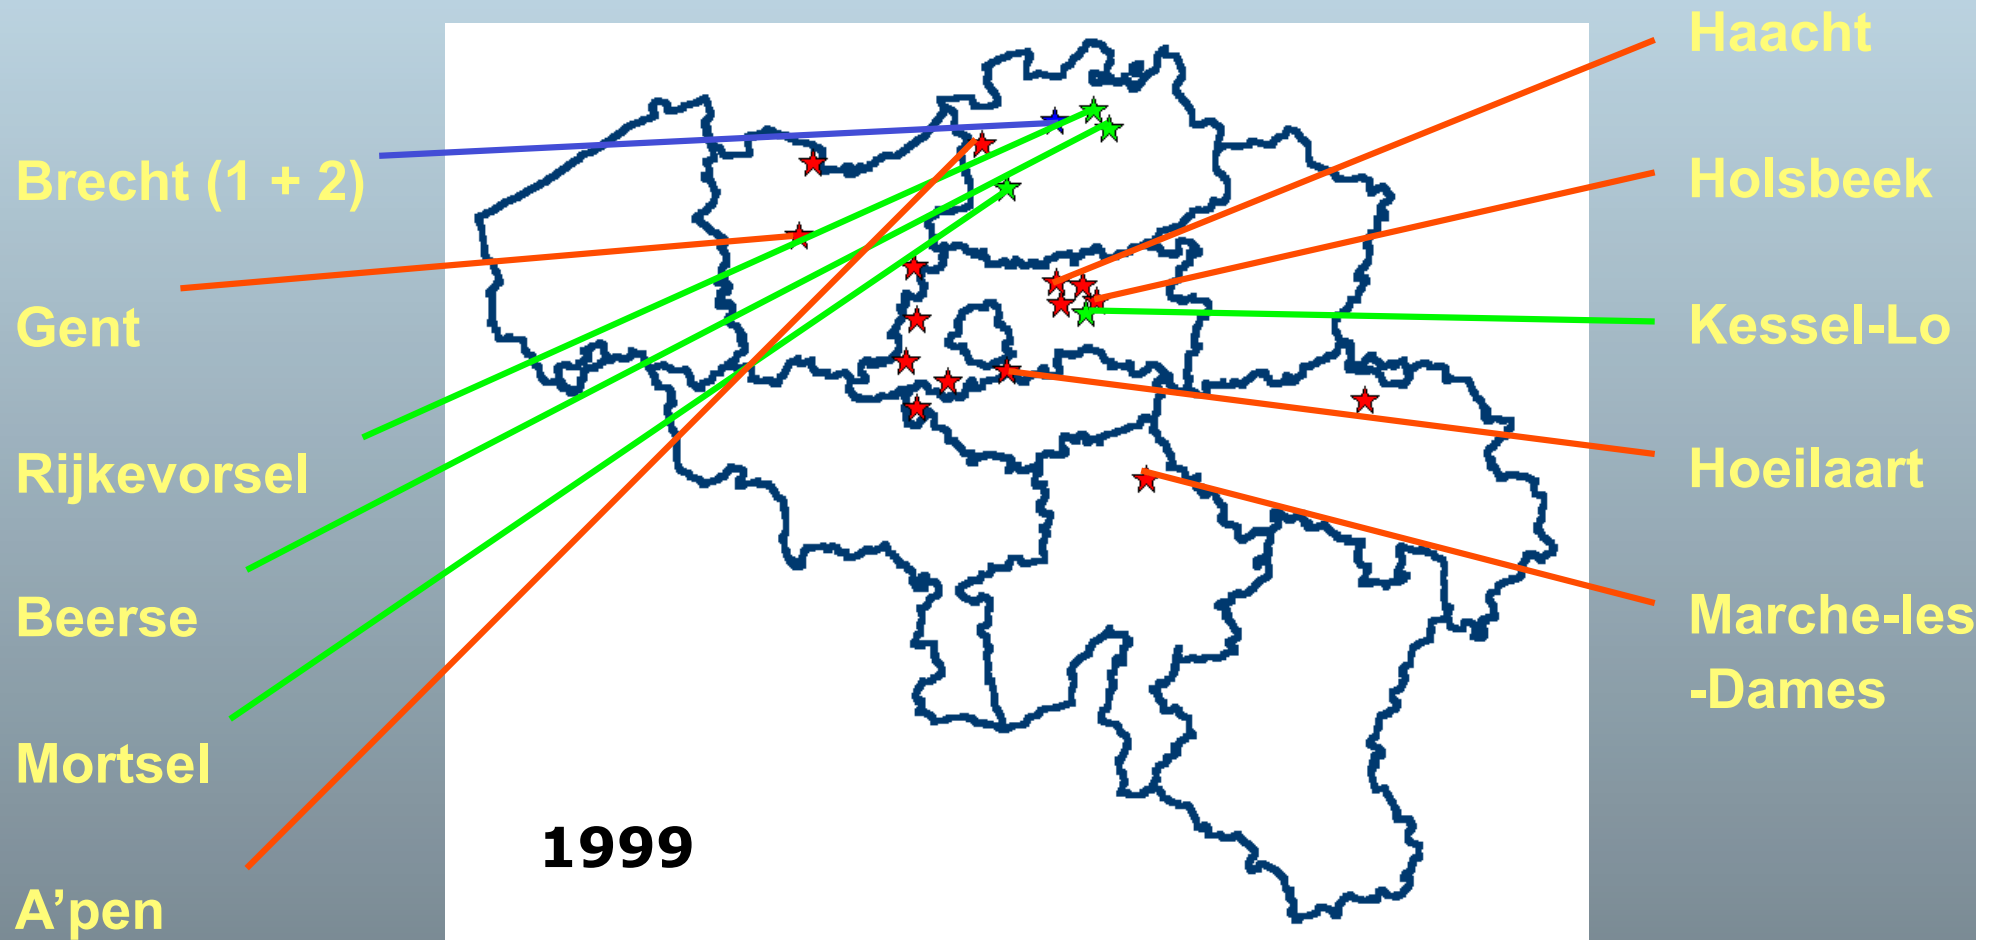 Brecht (1 + 2)
Gent
Rijkevorsel
Beerse
Mortsel
A’pen
1999
Haacht
Holsbeek
Kessel-Lo
Hoeilaart
Marche-les
-Dames